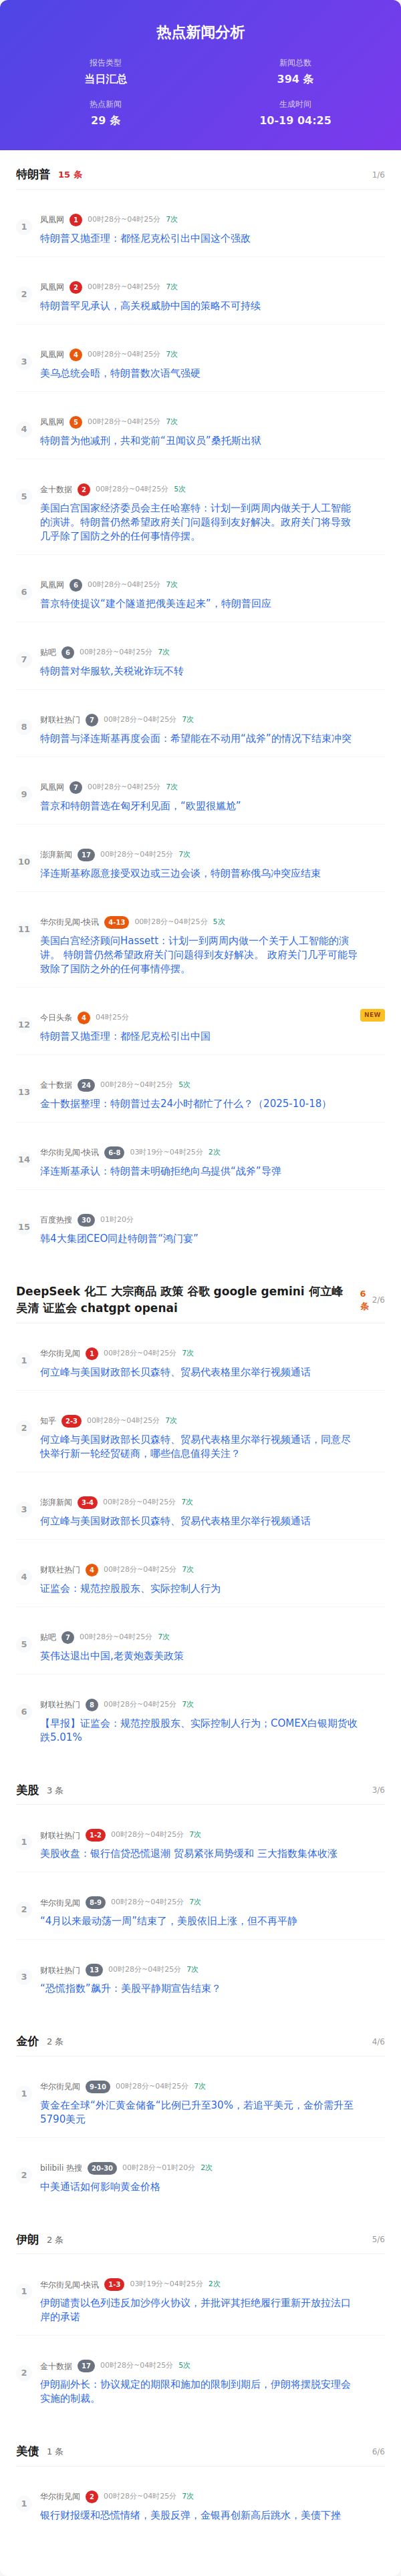 热点新闻分析
报告类型
新闻总数
当日汇总
394 条
热点新闻
生成时间
29 条
10-19 04:25
特朗普 15 条 1/6
1
凤凰网 1 00时28分~04时25分 7次
特朗普又抛歪理：都怪尼克松引出中国这个强敌
2
凤凰网 2 00时28分~04时25分 7次
特朗普罕见承认，高关税威胁中国的策略不可持续
3
凤凰网 4 00时28分~04时25分 7次
美乌总统会晤，特朗普数次语气强硬
4
凤凰网 5 00时28分~04时25分 7次
特朗普为他减刑，共和党前“丑闻议员”桑托斯出狱
5
金十数据 2 00时28分~04时25分 5次
美国白宫国家经济委员会主任哈塞特：计划一到两周内做关于人工智能
的演讲。特朗普仍然希望政府关门问题得到友好解决。政府关门将导致
几乎除了国防之外的任何事情停摆。
6
凤凰网 6 00时28分~04时25分 7次
普京特使提议“建个隧道把俄美连起来”，特朗普回应
7
贴吧 6 00时28分~04时25分 7次
特朗普对华服软,关税讹诈玩不转
8
财联社热门 7 00时28分~04时25分 7次
特朗普与泽连斯基再度会面：希望能在不动用“战斧”的情况下结束冲突
9
凤凰网 7 00时28分~04时25分 7次
普京和特朗普选在匈牙利见面，“欧盟很尴尬”
10
澎湃新闻 17 00时28分~04时25分 7次
泽连斯基称愿意接受双边或三边会谈，特朗普称俄乌冲突应结束
11
华尔街见闻-快讯 4-13 00时28分~04时25分 5次
美国白宫经济顾问Hassett：计划一到两周内做一个关于人工智能的演
讲。 特朗普仍然希望政府关门问题得到友好解决。 政府关门几乎可能导
致除了国防之外的任何事情停摆。
12
今日头条 4 04时25分
NEW
特朗普又抛歪理：都怪尼克松引出中国
13
金十数据 24 00时28分~04时25分 5次
金十数据整理：特朗普过去24小时都忙了什么？（2025-10-18）
14
华尔街见闻-快讯 6-8 03时19分~04时25分 2次
泽连斯基承认：特朗普未明确拒绝向乌提供“战斧”导弹
15
百度热搜 30 01时20分
韩4大集团CEO同赴特朗普“鸿门宴”
DeepSeek 化工 大宗商品 政策 谷歌 google gemini 何立峰
吴清 证监会 chatgpt openai
6
条
2/6
1
华尔街见闻 1 00时28分~04时25分 7次
何立峰与美国财政部长贝森特、贸易代表格里尔举行视频通话
2
知乎 2-3 00时28分~04时25分 7次
何立峰与美国财政部长贝森特、贸易代表格里尔举行视频通话，同意尽
快举行新一轮经贸磋商，哪些信息值得关注？
3
澎湃新闻 3-4 00时28分~04时25分 7次
何立峰与美国财政部长贝森特、贸易代表格里尔举行视频通话
4
财联社热门 4 00时28分~04时25分 7次
证监会：规范控股股东、实际控制人行为
5
贴吧 7 00时28分~04时25分 7次
英伟达退出中国,老黄炮轰美政策
6
财联社热门 8 00时28分~04时25分 7次
【早报】证监会：规范控股股东、实际控制人行为；COMEX白银期货收
跌5.01%
美股 3 条 3/6
1
财联社热门 1-2 00时28分~04时25分 7次
美股收盘：银行信贷恐慌退潮 贸易紧张局势缓和 三大指数集体收涨
2
华尔街见闻 8-9 00时28分~04时25分 7次
“4月以来最动荡一周”结束了，美股依旧上涨，但不再平静
3
财联社热门 13 00时28分~04时25分 7次
“恐慌指数”飙升：美股平静期宣告结束？
金价 2 条 4/6
1
华尔街见闻 9-10 00时28分~04时25分 7次
黄金在全球“外汇黄金储备”比例已升至30%，若追平美元，金价需升至
5790美元
2
bilibili 热搜 20-30 00时28分~01时20分 2次
中美通话如何影响黄金价格
伊朗 2 条 5/6
1
华尔街见闻-快讯 1-3 03时19分~04时25分 2次
伊朗谴责以色列违反加沙停火协议，并批评其拒绝履行重新开放拉法口
岸的承诺
2
金十数据 17 00时28分~04时25分 5次
伊朗副外长：协议规定的期限和施加的限制到期后，伊朗将摆脱安理会
实施的制裁。
美债 1 条 6/6
1
华尔街见闻 2 00时28分~04时25分 7次
银行财报缓和恐慌情绪，美股反弹，金银再创新高后跳水，美债下挫